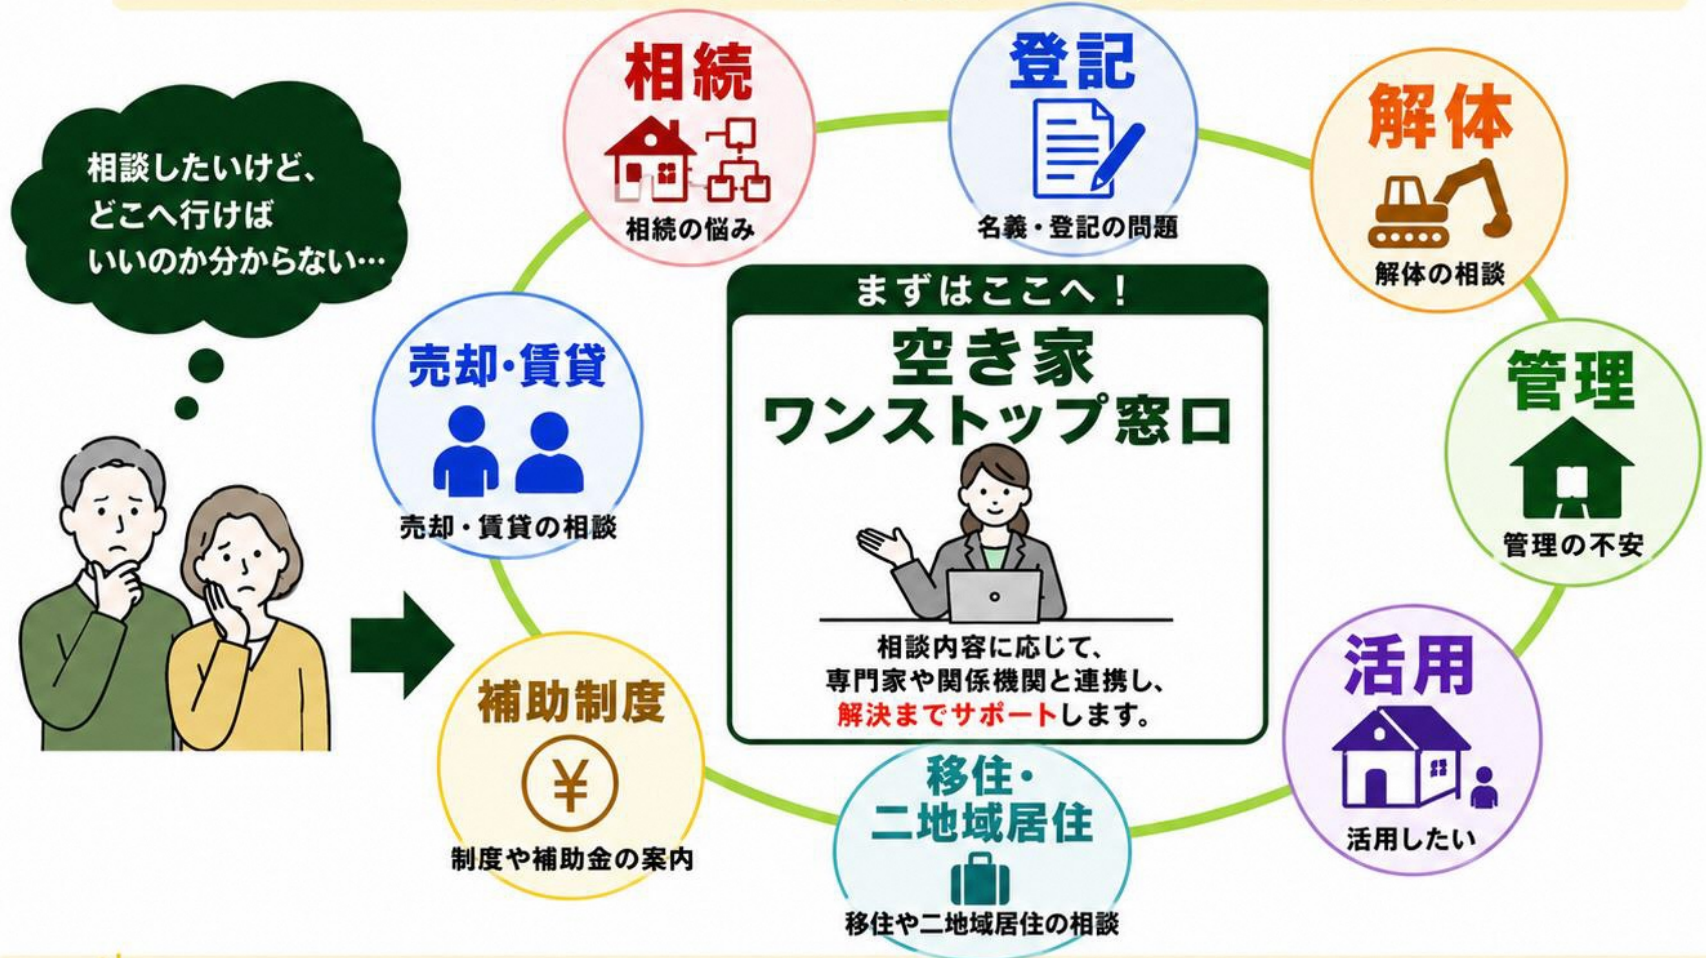 相談したいけど、
どこへ行けば
いいのか分からない…
相続
相続の悩み
登記
名義・登記の問題
解体
解体の相談
管理
管理の不安
活用
活用したい
移住・
二地域居住
移住や二地域居住の相談
補助制度
¥
制度や補助金の案内
売却・賃貸
売却・賃貸の相談
まずはここへ！
空き家
ワンストップ窓口
相談内容に応じて、
専門家や関係機関と連携し、
解決までサポートします。